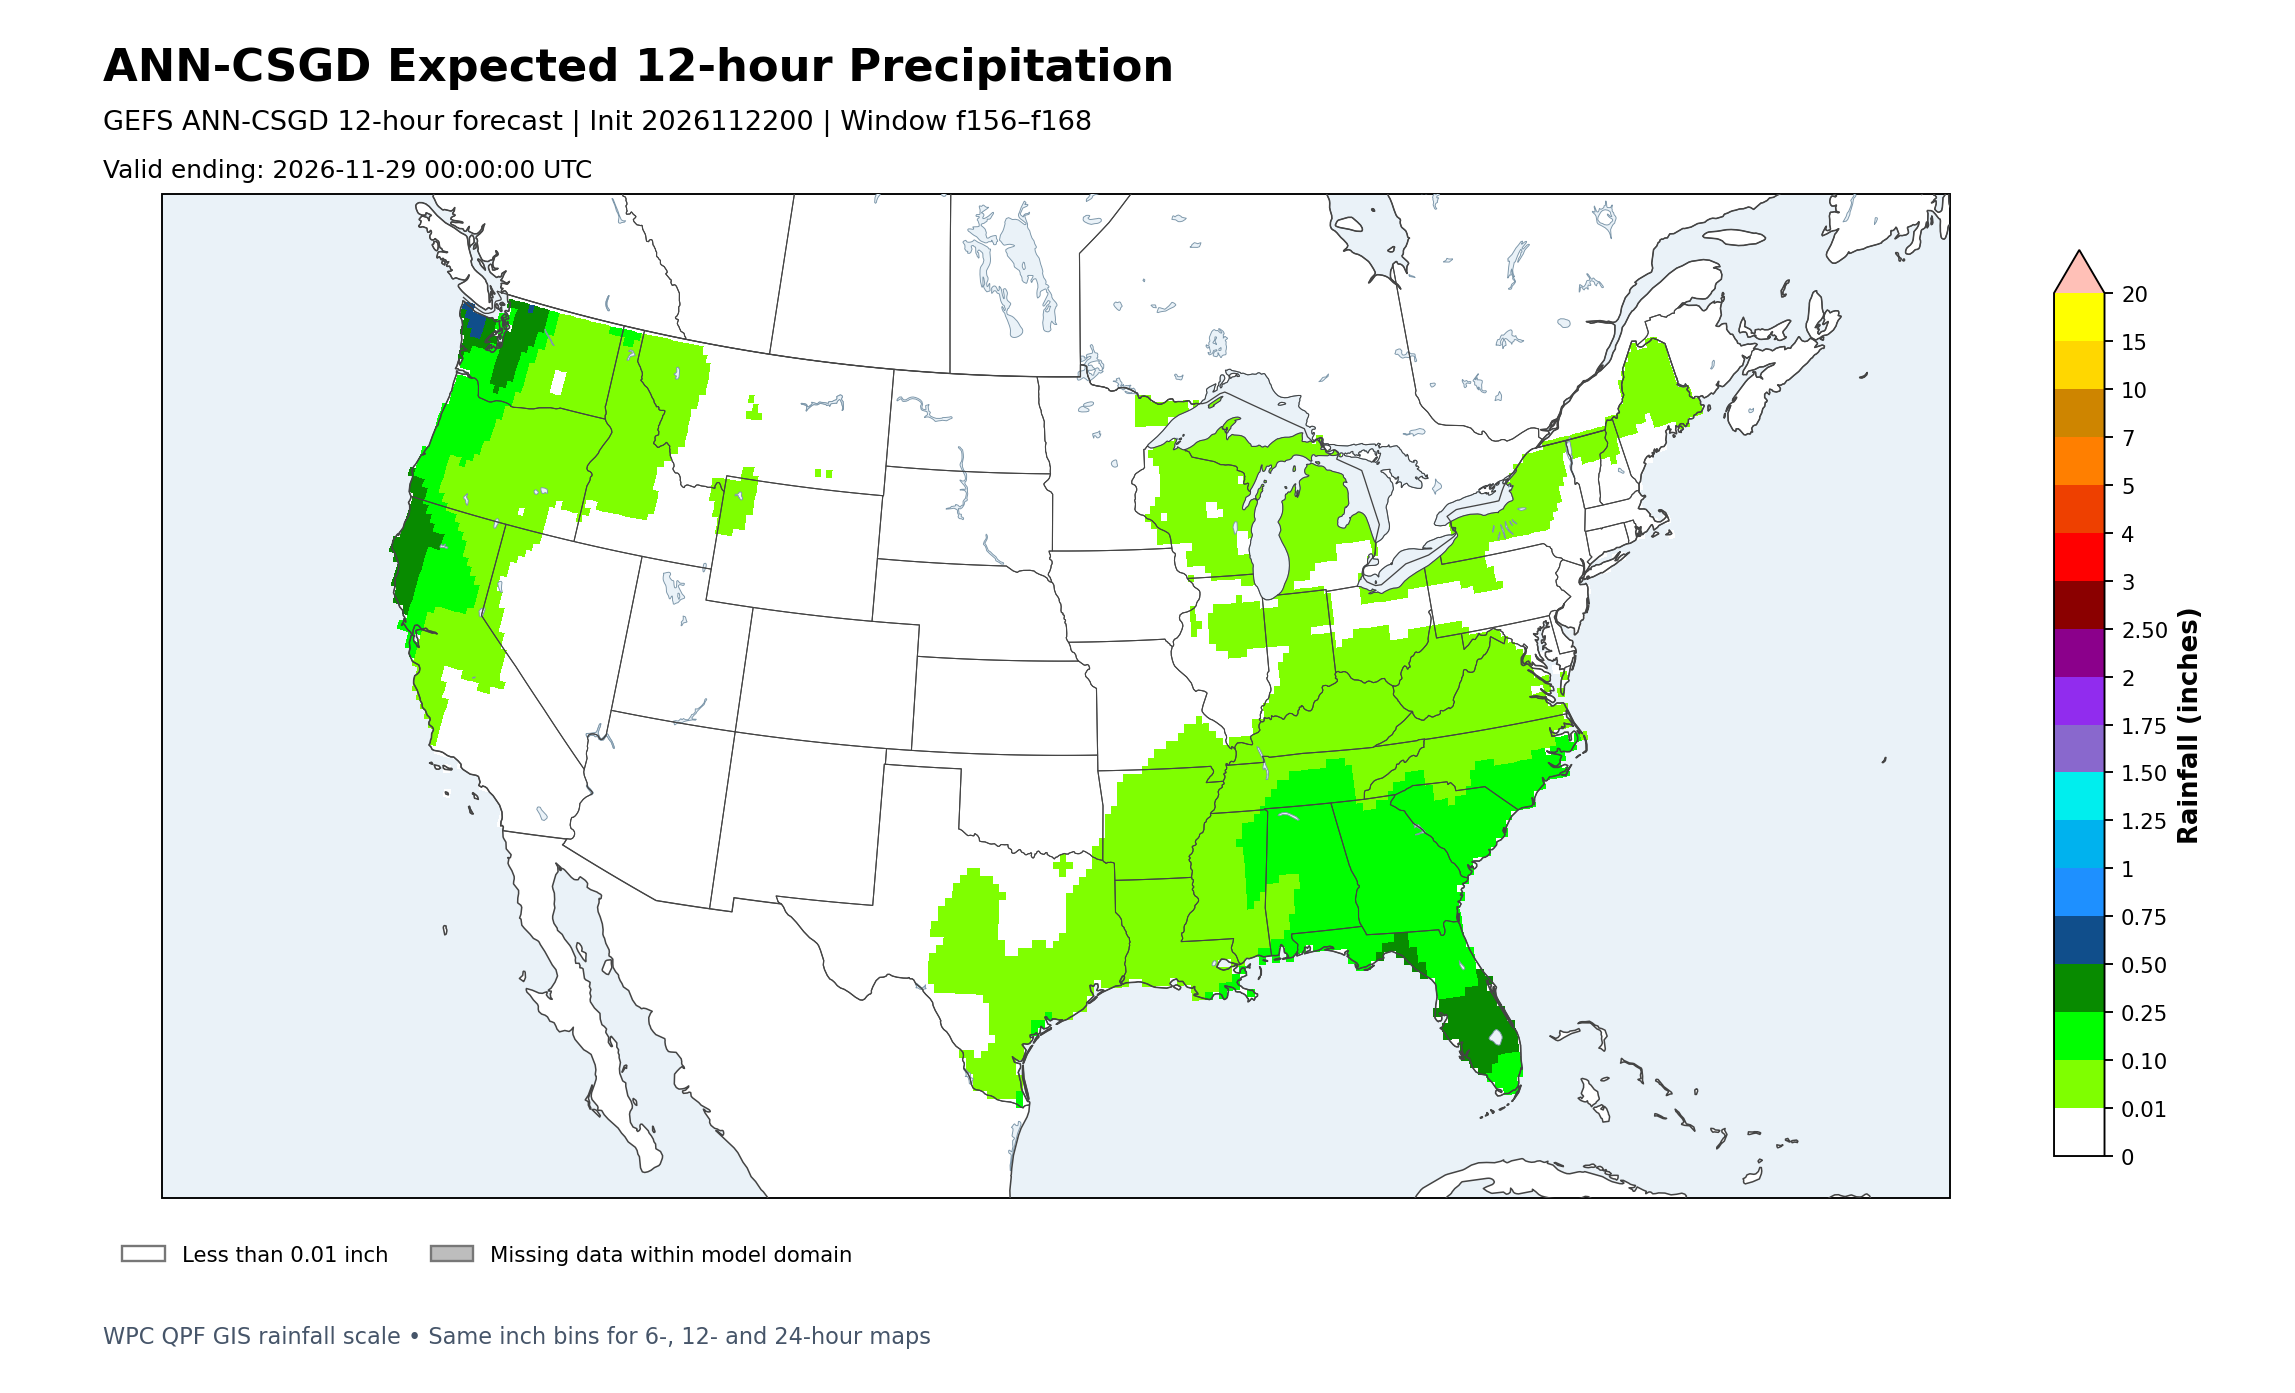 ANN-CSGD Expected 12-hour Precipitation
GEFS ANN-CSGD 12-hour forecast | Init 2026112200 | Window f156–f168
Valid ending: 2026-11-29 00:00:00 UTC
20
15
10
7
5
4
3
2.50
2
1.75
1.50
1.25
1
0.75
0.50
0.25
0.10
0.01
0
Rainfall (inches)
Less than 0.01 inch
Missing data within model domain
WPC QPF GIS rainfall scale • Same inch bins for 6-, 12- and 24-hour maps